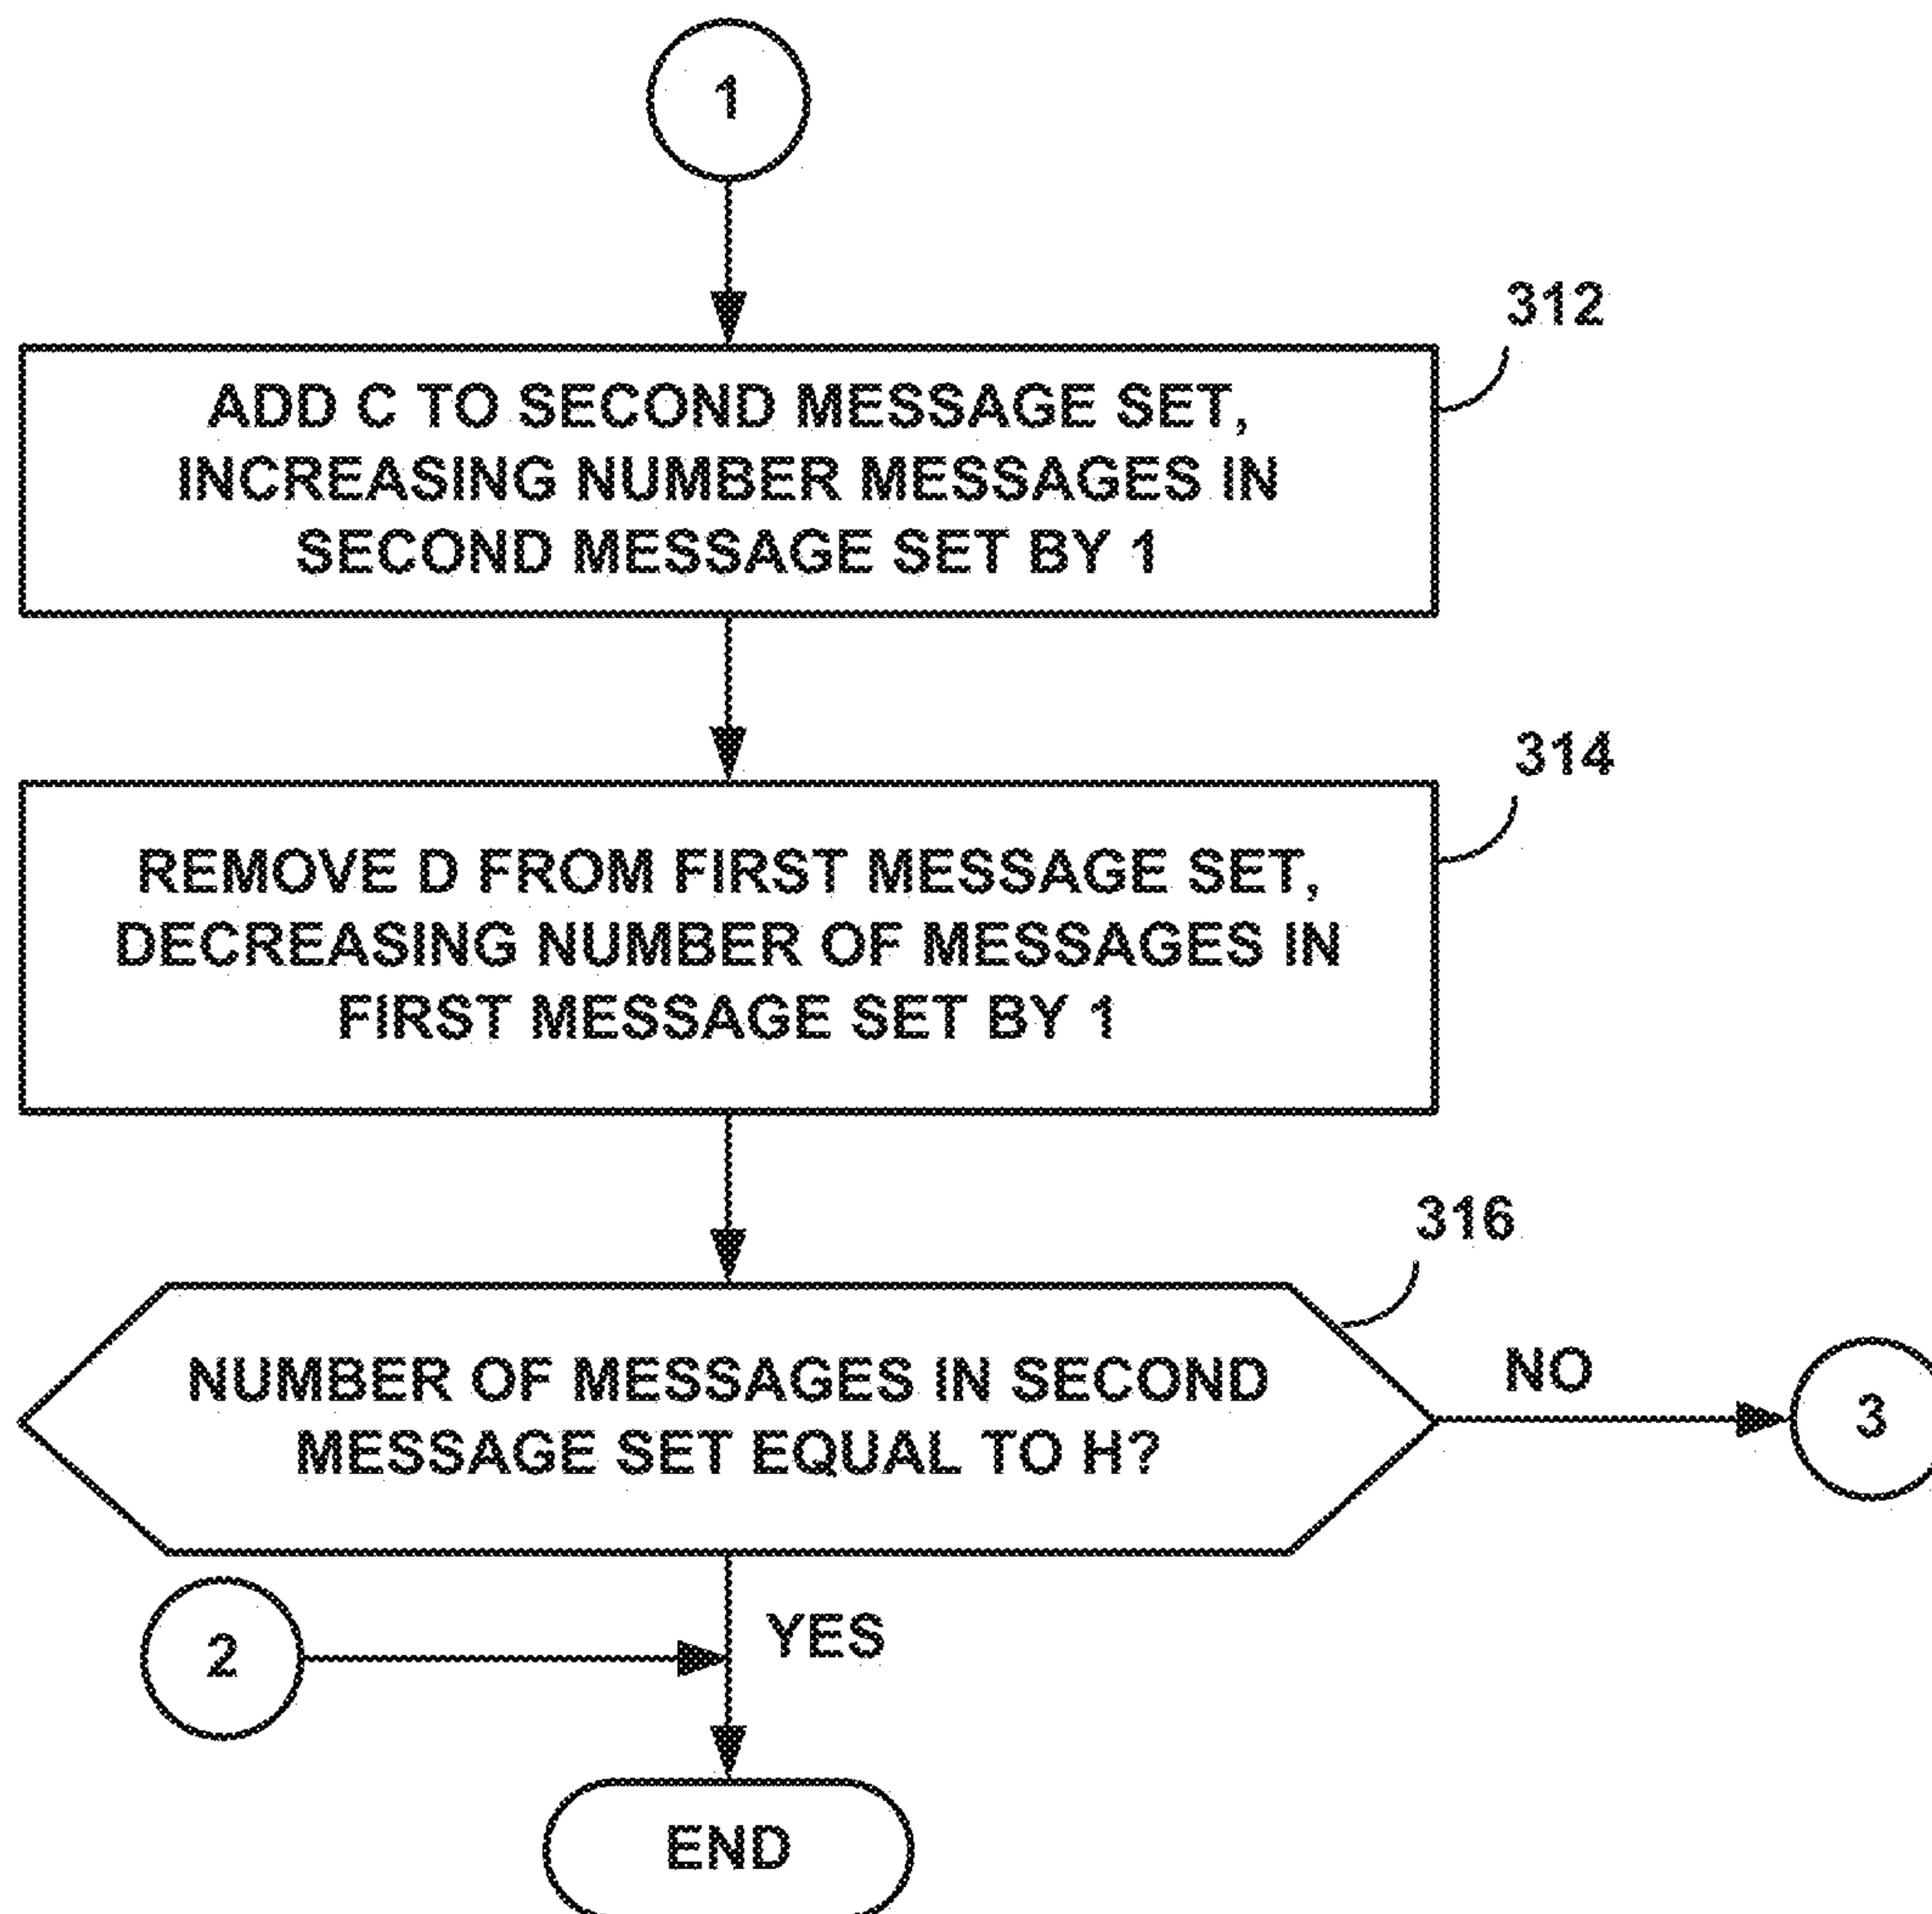 1
312
ADD C TO SECOND MESSAGE SET,
INCREASING NUMBER MESSAGES IN
SECOND MESSAGE SET BY 1
314
REMOVE D FROM FIRST MESSAGE SET,
DECREASING NUMBER OF MESSAGES IN
FIRST MESSAGE SET BY 1
316
NUMBER OF MESSAGES IN SECOND
MESSAGE SET EQUAL TO H?
NO
3
2
YES
END